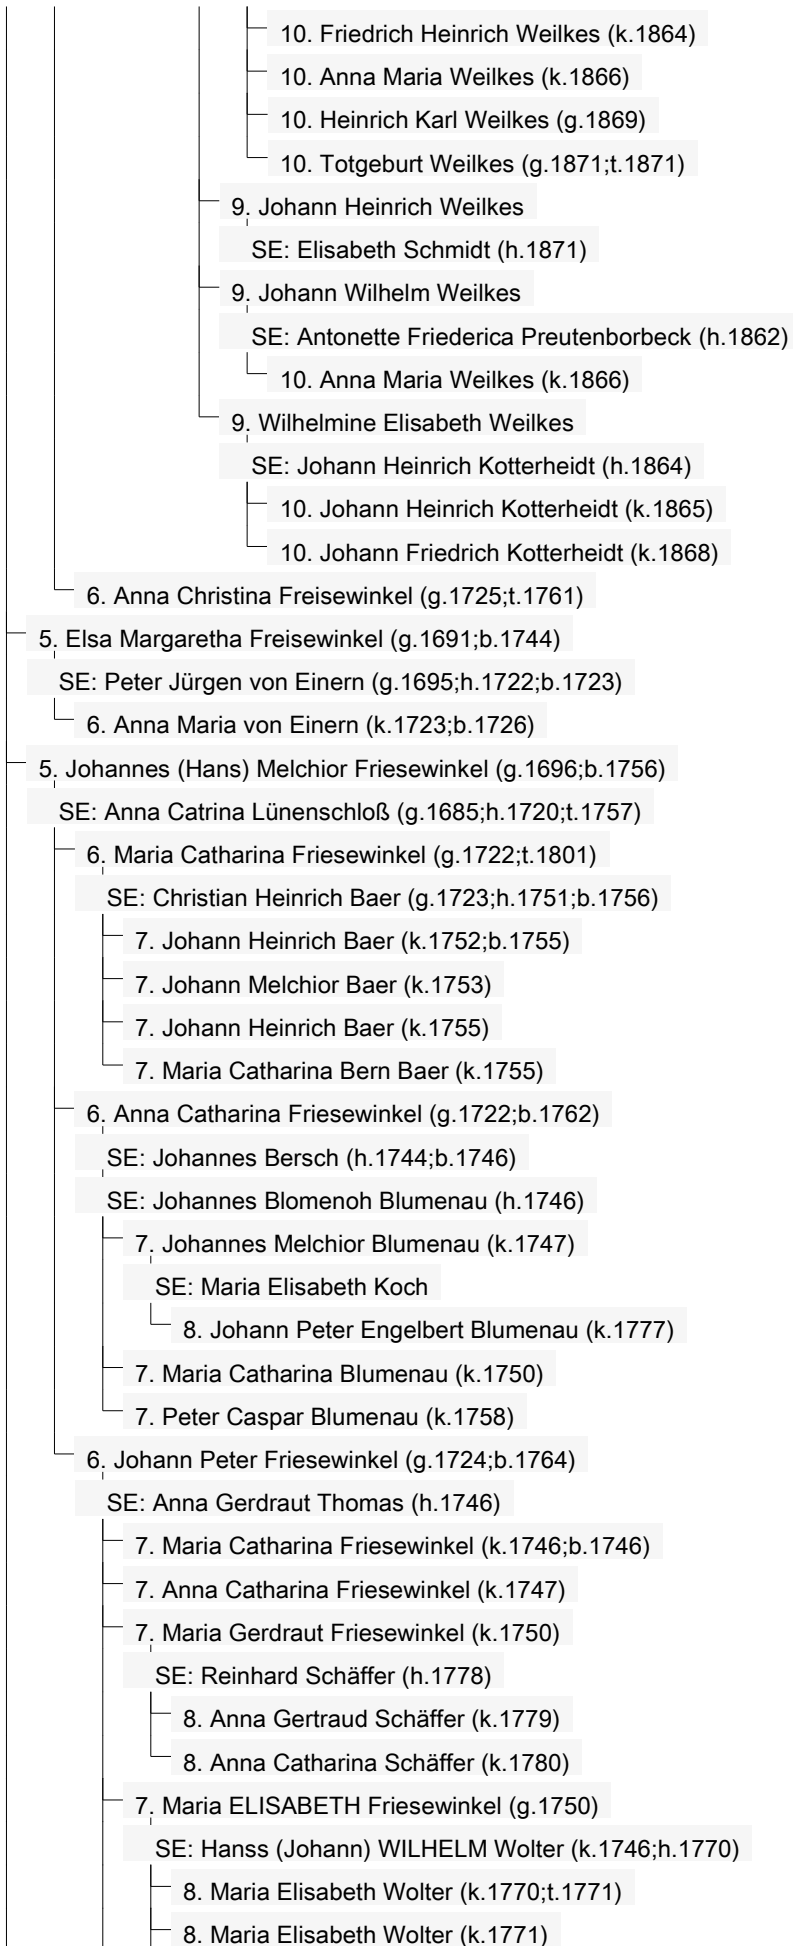 10. Friedrich Heinrich Weilkes (k.1864)
10. Anna Maria Weilkes (k.1866)
10. Heinrich Karl Weilkes (g.1869)
10. Totgeburt Weilkes (g.1871;t.1871)
9. Johann Heinrich Weilkes
SE: Elisabeth Schmidt (h.1871)
9. Johann Wilhelm Weilkes
SE: Antonette Friederica Preutenborbeck (h.1862)
10. Anna Maria Weilkes (k.1866)
9. Wilhelmine Elisabeth Weilkes
SE: Johann Heinrich Kotterheidt (h.1864)
10. Johann Heinrich Kotterheidt (k.1865)
10. Johann Friedrich Kotterheidt (k.1868)
6. Anna Christina Freisewinkel (g.1725;t.1761)
5. Elsa Margaretha Freisewinkel (g.1691;b.1744)
SE: Peter Jürgen von Einern (g.1695;h.1722;b.1723)
6. Anna Maria von Einern (k.1723;b.1726)
5. Johannes (Hans) Melchior Friesewinkel (g.1696;b.1756)
SE: Anna Catrina Lünenschloß (g.1685;h.1720;t.1757)
6. Maria Catharina Friesewinkel (g.1722;t.1801)
SE: Christian Heinrich Baer (g.1723;h.1751;b.1756)
7. Johann Heinrich Baer (k.1752;b.1755)
7. Johann Melchior Baer (k.1753)
7. Johann Heinrich Baer (k.1755)
7. Maria Catharina Bern Baer (k.1755)
6. Anna Catharina Friesewinkel (g.1722;b.1762)
SE: Johannes Bersch (h.1744;b.1746)
SE: Johannes Blomenoh Blumenau (h.1746)
7. Johannes Melchior Blumenau (k.1747)
SE: Maria Elisabeth Koch
8. Johann Peter Engelbert Blumenau (k.1777)
7. Maria Catharina Blumenau (k.1750)
7. Peter Caspar Blumenau (k.1758)
6. Johann Peter Friesewinkel (g.1724;b.1764)
SE: Anna Gerdraut Thomas (h.1746)
7. Maria Catharina Friesewinkel (k.1746;b.1746)
7. Anna Catharina Friesewinkel (k.1747)
7. Maria Gerdraut Friesewinkel (k.1750)
SE: Reinhard Schäffer (h.1778)
8. Anna Gertraud Schäffer (k.1779)
8. Anna Catharina Schäffer (k.1780)
7. Maria ELISABETH Friesewinkel (g.1750)
SE: Hanss (Johann) WILHELM Wolter (k.1746;h.1770)
8. Maria Elisabeth Wolter (k.1770;t.1771)
8. Maria Elisabeth Wolter (k.1771)